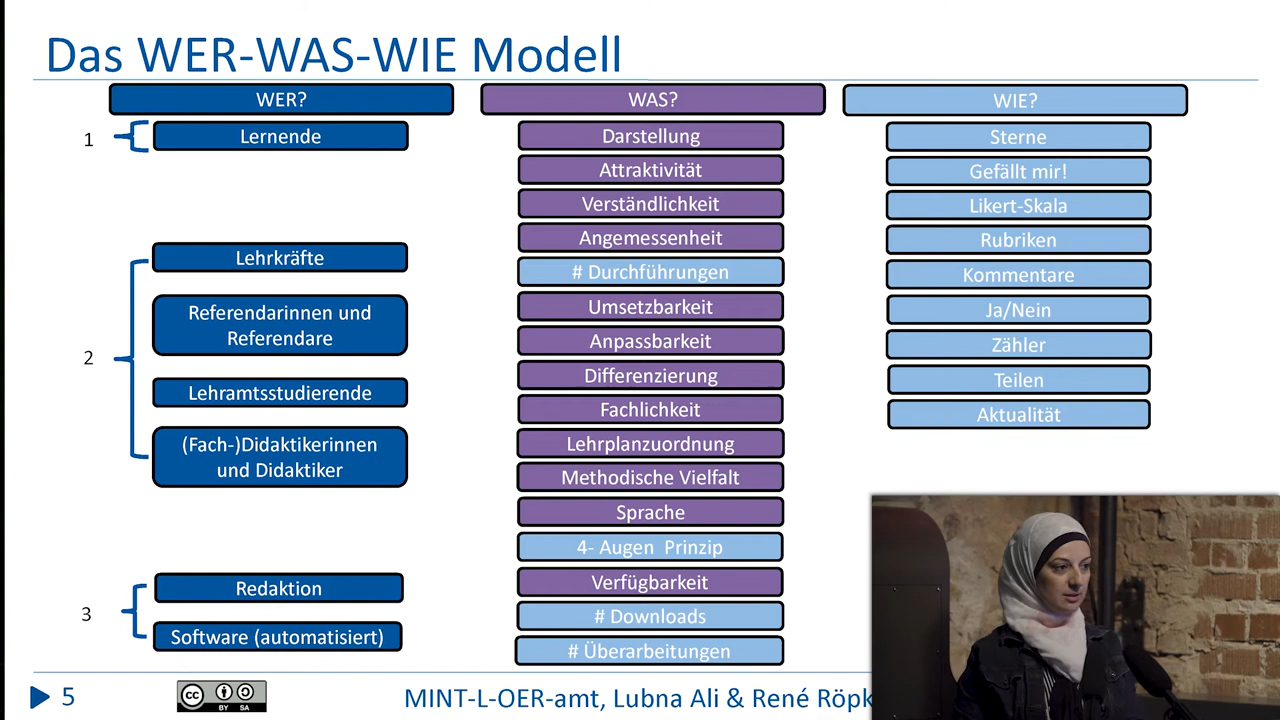 Das WER-WAS-WIE Modell
WER?
1
Lernende
2
Lehrkräfte
Referendarinnen und
Referendare
Lehramtsstudierende
(Fach-)Didaktikerinnen
und Didaktiker
3
Redaktion
Software (automatisiert)
WAS?
Darstellung
Attraktivität
Verständlichkeit
Angemessenheit
# Durchführungen
Umsetzbarkeit
Anpassbarkeit
Differenzierung
Fachlichkeit
Lehrplanzuordnung
Methodische Vielfalt
Sprache
4- Augen Prinzip
Verfügbarkeit
# Downloads
# Überarbeitungen
WIE?
Sterne
Gefällt mir!
Likert-Skala
Rubriken
Kommentare
Ja/Nein
Zähler
Teilen
Aktualität
5
cc
BY SA
MINT-L-OER-amt, Lubna Ali & René Röpk